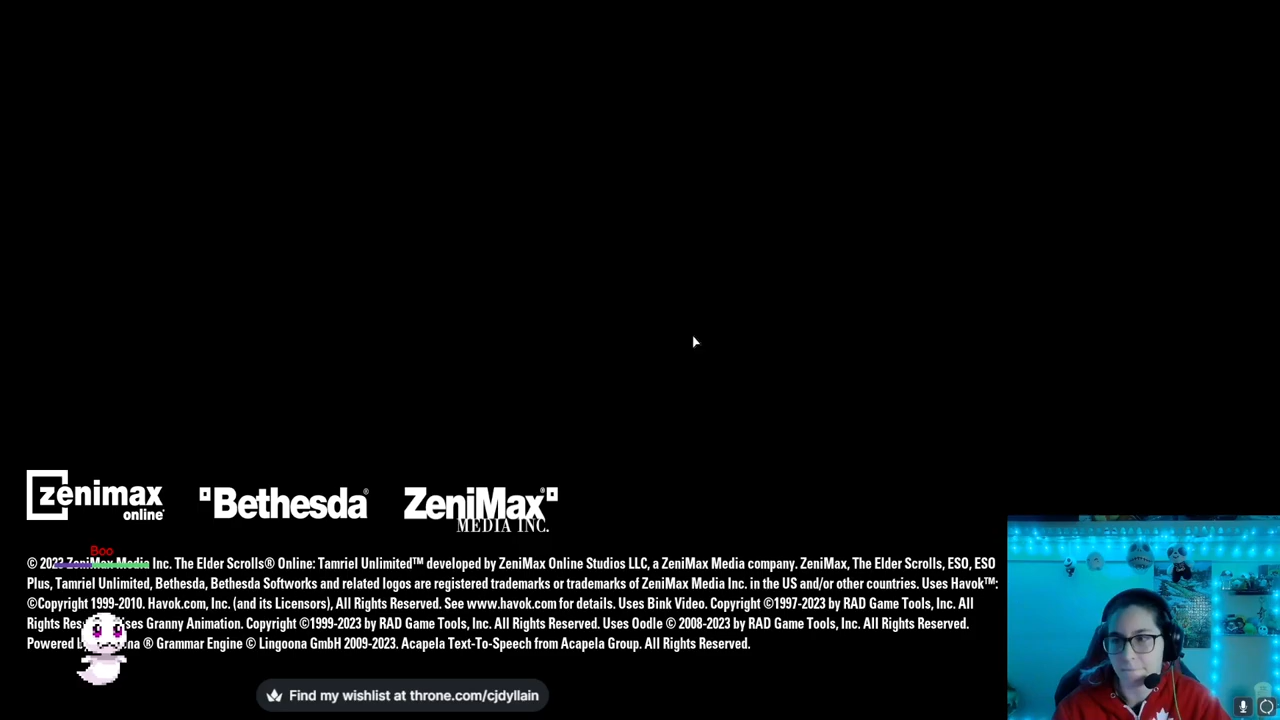 zenimax
online
Bethesda®
ZeniMax®
MEDIA INC.
Boo
© 2023 ZeniMax Media Inc. The Elder Scrolls® Online: Tamriel Unlimited™ developed by ZeniMax Online Studios LLC, a ZeniMax Media company. ZeniMax, The Elder Scrolls, ESO, ESO
Plus, Tamriel Unlimited, Bethesda, Bethesda Softworks and related logos are registered trademarks or trademarks of ZeniMax Media Inc. in the US and/or other countries. Uses Havok™:
©Copyright 1999-2010. Havok.com, Inc. (and its Licensors), All Rights Reserved. See www.havok.com for details. Uses Bink Video. Copyright ©1997-2023 by RAD Game Tools, Inc. All
Rights Granny Animation. Copyright ©1999-2023 by RAD Game Tools, Inc. All Rights Reserved. Uses Oodle © 2008-2023 by RAD Game Tools, Inc. All Rights Reserved.
Powered ® Grammar Engine © Lingoona GmbH 2009-2023. Acapela Text-To-Speech from Acapela Group. All Rights Reserved.
Find my wishlist at throne.com/cjdyllain